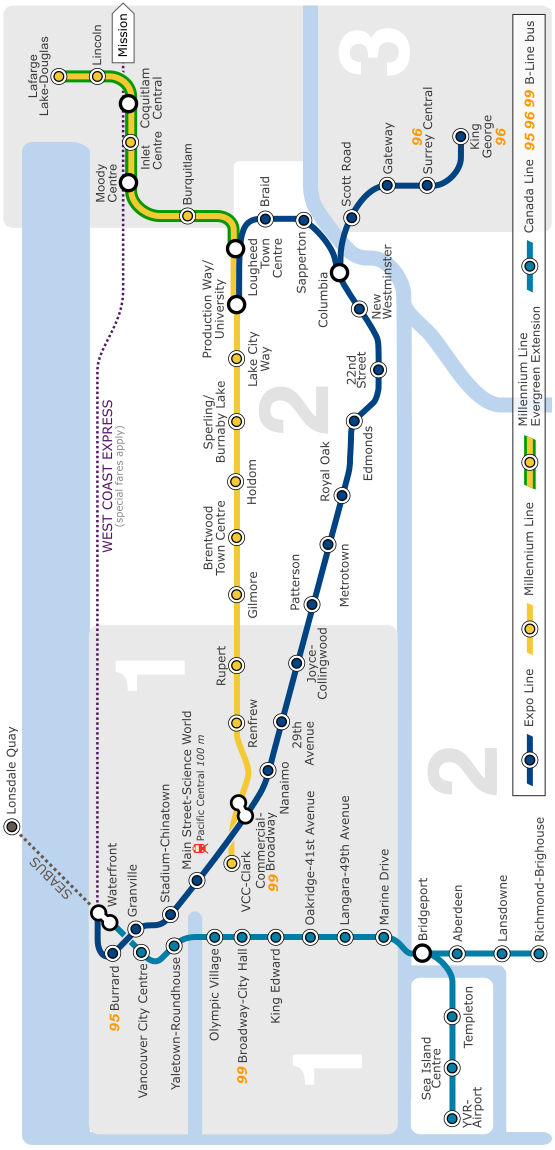 Lonsdale Quay
SEABUS
WEST COAST EXPRESS
(special fares apply)
Mission
Lafarge
Lake-Douglas
Lincoln
Coquitlam
Central
Inlet
Centre
Moody
Centre
Burquitlam
Lougheed
Town
Centre
Production Way/
University
Lake City
Way
Sperling/
Burnaby Lake
Holdom
Brentwood
Town Centre
Gilmore
Rupert
Renfrew
Commercial-
Broadway
99
VCC-Clark
Waterfront
95 Burrard
Granville
Stadium-Chinatown
Main Street-Science World
Pacific Central 100 m
Nanaimo
29th
Avenue
Joyce-
Collingwood
Patterson
Metrotown
Royal Oak
Edmonds
22nd
Street
New
Westminster
Columbia
Sapperton
Braid
Scott Road
Gateway
96
Surrey Central
King
George
96
Vancouver City Centre
Yaletown-Roundhouse
Olympic Village
99 Broadway-City Hall
King Edward
Oakridge-41st Avenue
Langara-49th Avenue
Marine Drive
Bridgeport
Aberdeen
Lansdowne
Richmond-Brighouse
Templeton
Sea Island
Centre
YVR-
Airport
1
1
2
2
3
Expo Line
Millennium Line
Millennium Line
Evergreen Extension
Canada Line
95 96 99 B-Line bus